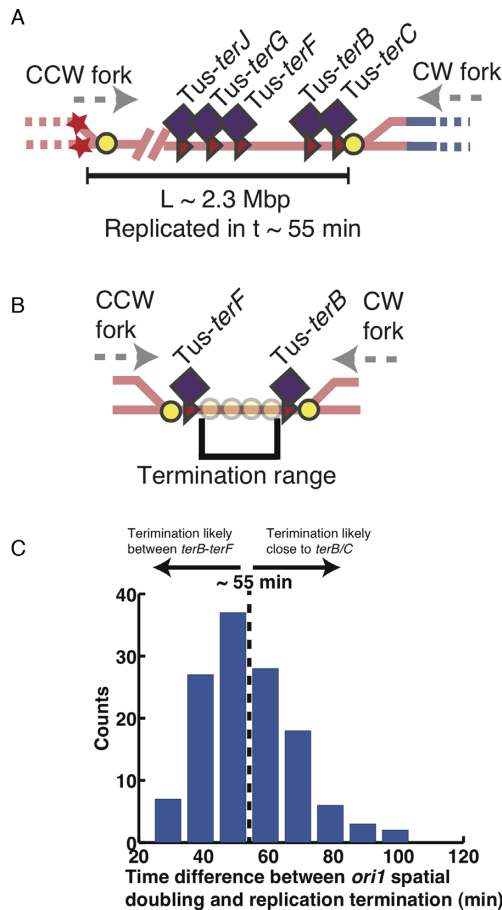 A
CCW fork
Tus-terJ
Tus-terG
Tus-terF
Tus-terB
Tus-terC
CW fork
L ~ 2.3 Mbp
Replicated in t ~ 55 min
B
CCW
fork
Tus-terF
Tus-terB
CW
fork
Termination range
C
Terimination likely
between terB-terF
Terimination likely
close to terB/C
~ 55 min
40
30
20
10
0
Counts
20
40
60
80
100
120
Time difference between ori1 spatial
doubling and replication termination (min)